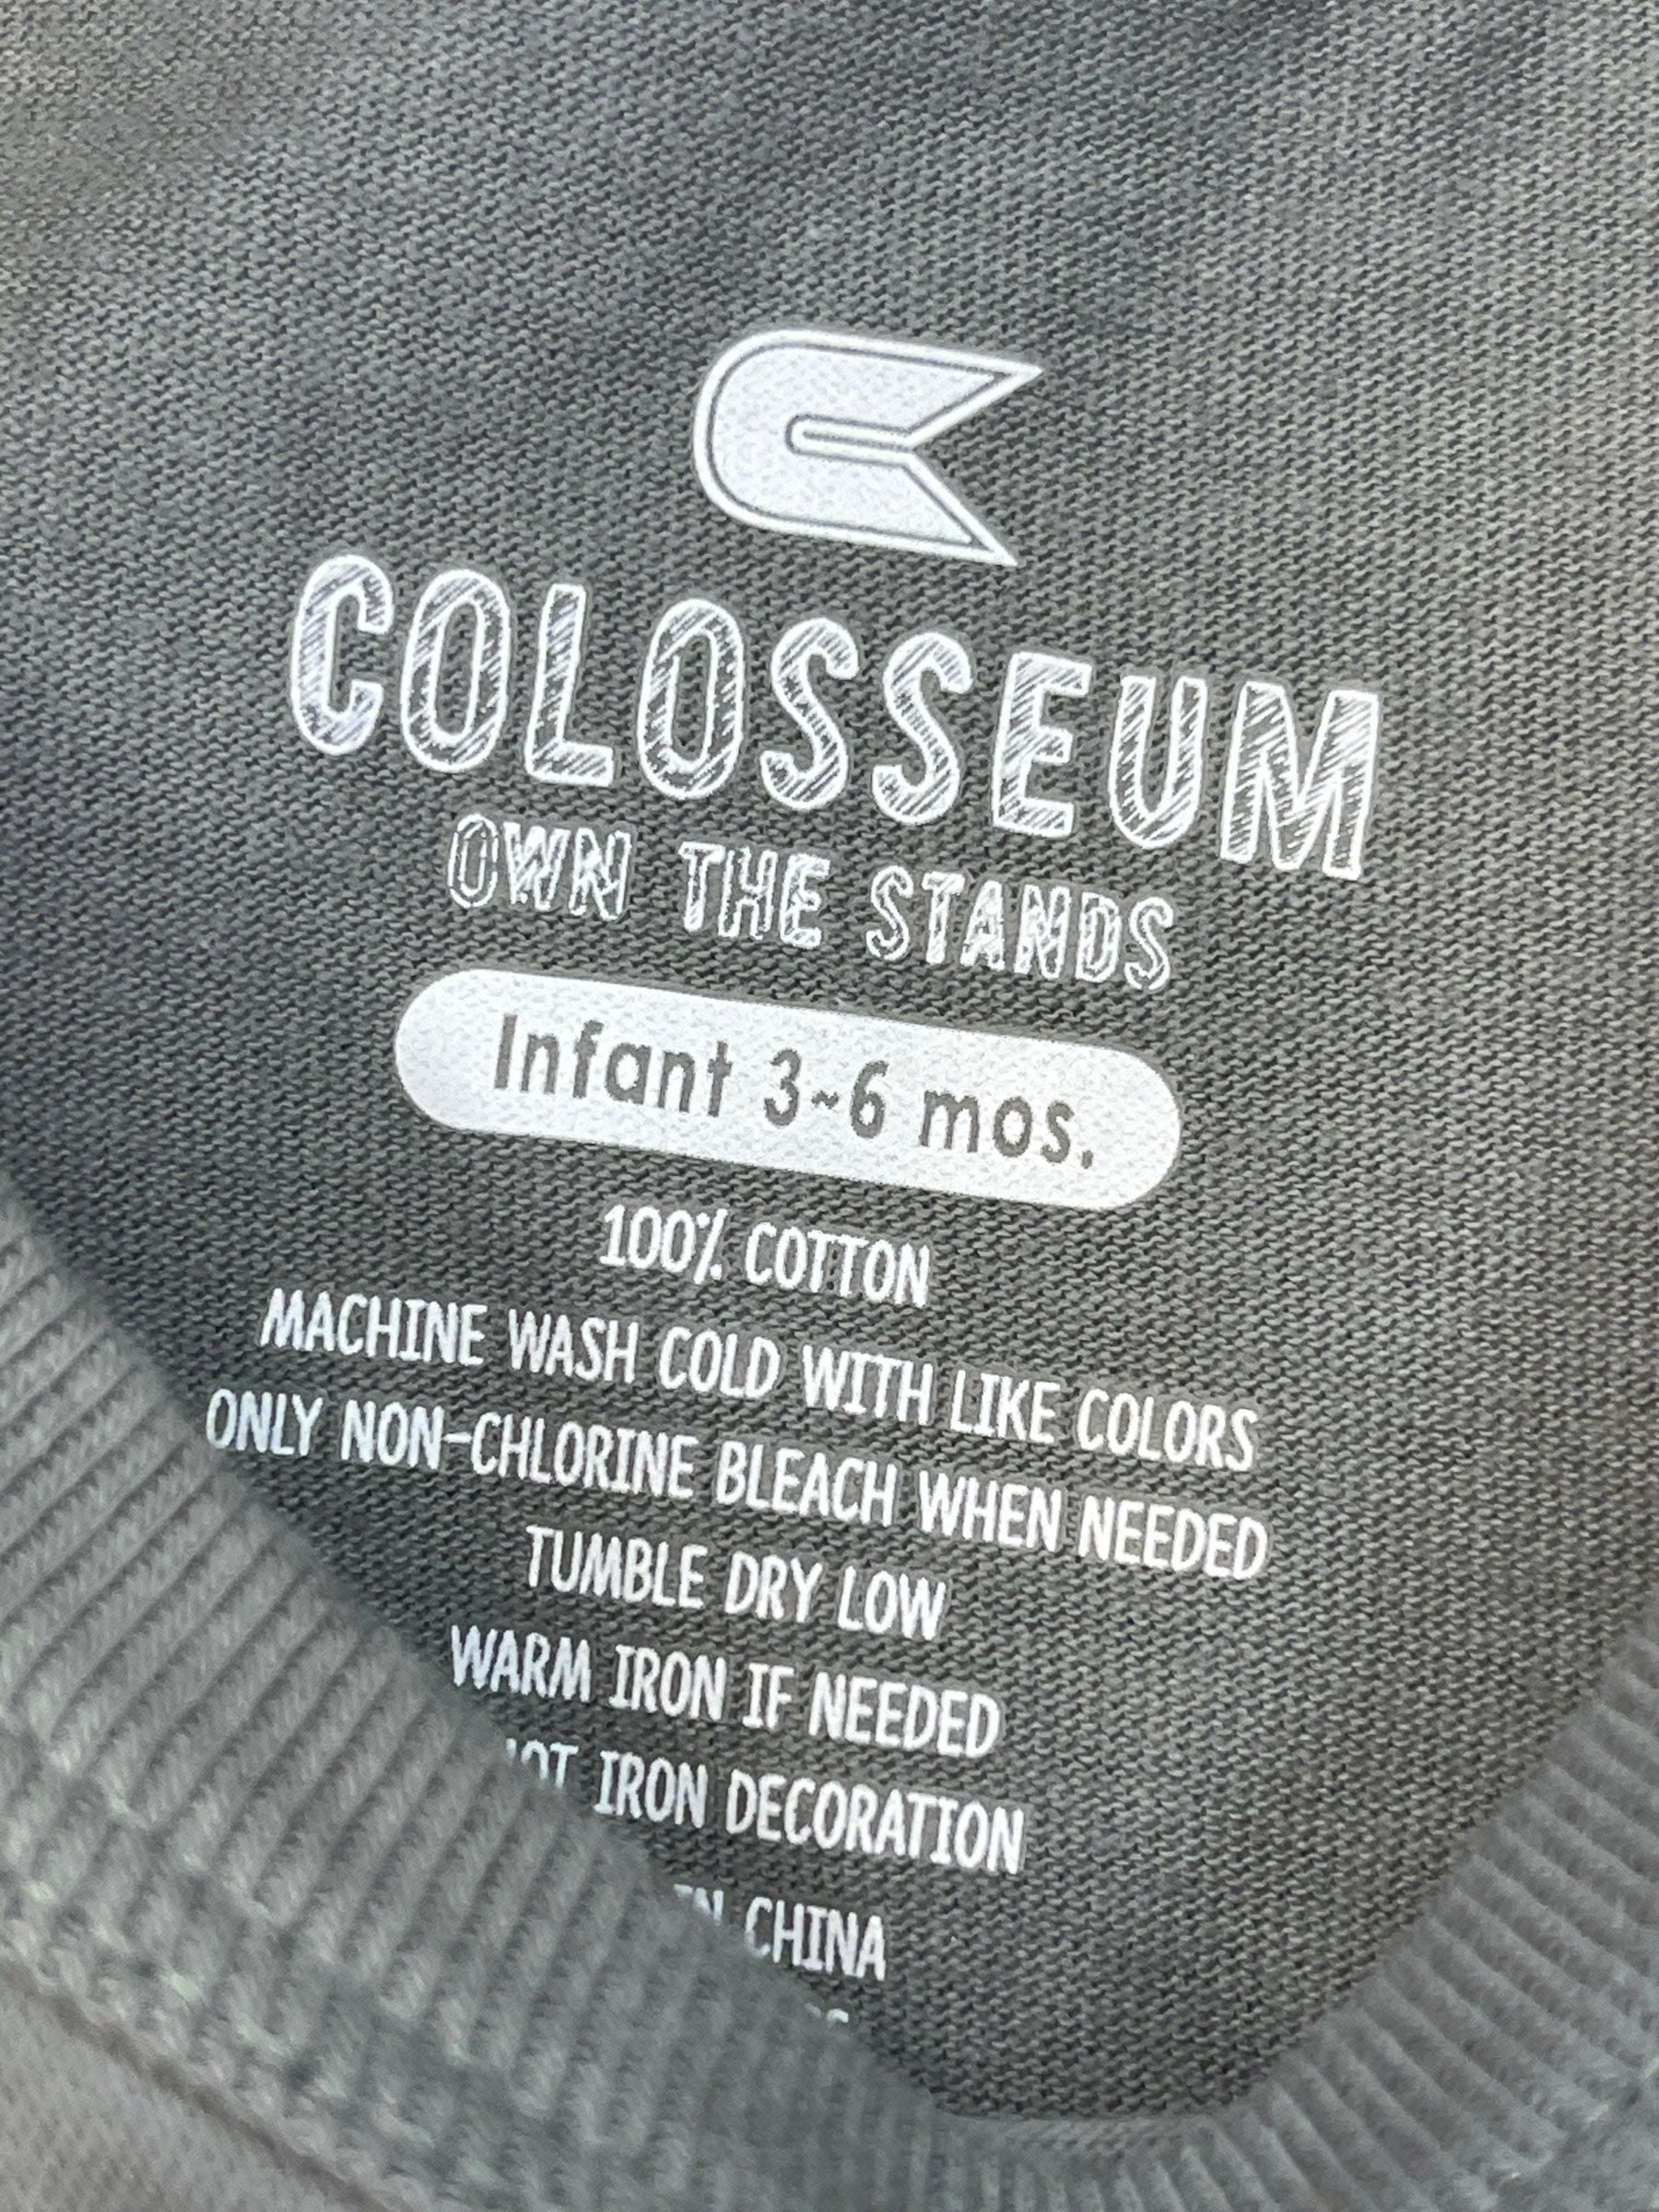 COLOSSEUM
OWN THE STANDS
Infant 3~6 mos.
100% COTTON
MACHINE WASH COLD WITH LIKE COLORS
ONLY NON-CHLORINE BLEACH WHEN NEEDED
TUMBLE DRY LOW
WARM IRON IF NEEDED
IRON DECORATION
CHINA